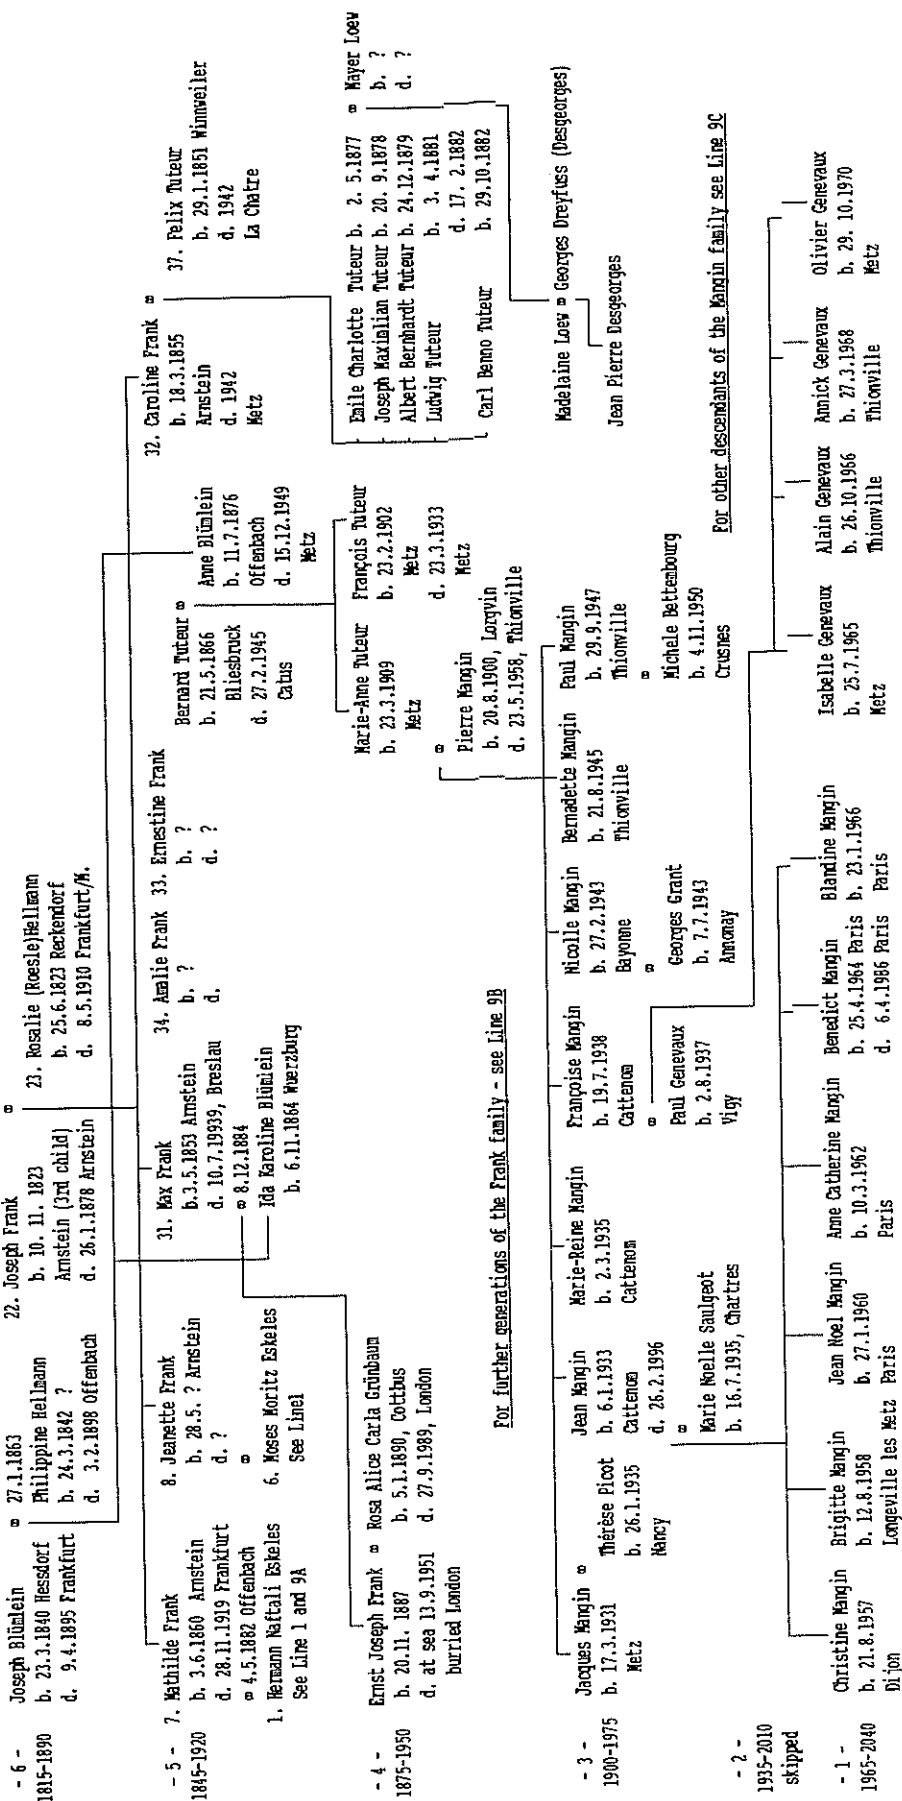 - 6 -
1815-1890
Joseph Blümlein
b. 23.3.1840 Hessdorf
d. 9.4.1895 Frankfurt
∞ 27.1.1863
Philippine Hellmann
b. 24.3.1842 ?
d. 3.2.1898 Offenbach
22. Joseph Frank
b. 10. 11. 1823
Arnstein (3rd child)
d. 26.1.1878 Arnstein
∞
23. Rosalie (Roesle)Hellmann
b. 25.6.1823 Reckendorf
d. 8.5.1910 Frankfurt/M.
- 5 -
1845-1920
7. Mathilde Frank
b. 3.6.1860 Arnstein
d. 28.11.1919 Frankfurt
∞ 4.5.1882 Offenbach
1. Hermann Naftali Eskeles
See Line 1 and 9A
8. Jeanette Frank
b. 28.5. ? Arnstein
d. ?
∞
6. Moses Moritz Eskeles
See Line1
31. Max Frank
b.3.5.1853 Arnstein
d. 10.7.19939, Breslau
∞ 8.12.1884
Ida Karoline Blümlein
b. 6.11.1864 Wuerzburg
34. Amalie Frank
b. ?
d.
33. Ernestine Frank
b. ?
d. ?
Bernard Tuteur ∞
b. 21.5.1866
Bliesbruck
d. 27.2.1945
Catus
Anne Blümlein
b. 11.7.1876
Offenbach
d. 15.12.1949
Metz
32. Caroline Frank ∞
b. 18.3.1855
Arnstein
d. 1942
Metz
37. Felix Tuteur
b. 29.1.1851 Winnweiler
d. 1942
La Chatre
- 4 -
1875-1950
Ernst Joseph Frank ∞
b. 20.11. 1887
d. at sea 13.9.1951
burried London
Rosa Alice Carla Grünbaum
b. 5.1.1890, Cottbus
d. 27.9.1989, London
Marie-Anne Tuteur
b. 23.3.1909
Metz
∞
Pierre Mangin
b. 20.8.1900, Lorgvin
d. 23.5.1958, Thionville
François Tuteur
b. 23.2.1902
Metz
d. 23.3.1933
Metz
Emile Charlotte Tuteur b. 2. 5.1877
Joseph Maximlian Tuteur b. 20. 9.1878
Albert Bernhardt Tuteur b. 24.12.1879
Ludwig Tuteur b. 3. 4.1881
d. 17. 2.1882
Carl Benno Tuteur b. 29.10.1882
∞ Mayer Loew
b. ?
d. ?
For further generations of the Frank family - see Line 9B
Madelaine Loew ∞ Georges Dreyfuss (Desgeorges)
Jean Pierre Desgeorges
- 3 -
1900-1975
Jacques Mangin ∞
b. 17.3.1931
Metz
Thérèse Picot
b. 26.1.1935
Nancy
Jean Mangin
b. 6.1.1933
Cattenom
d. 26.2.1996
∞
Marie Noelle Saulgeot
b. 16.7.1935, Chartres
Marie-Reine Mangin
b. 2.3.1935
Cattenom
Françoise Mangin
b. 19.7.1938
Cattenom
∞
Paul Genevaux
b. 2.8.1937
Vigy
Nicolle Mangin
b. 27.2.1943
Bayonne
∞
Georges Grant
b. 7.7.1943
Annonay
Bernadette Mangin
b. 21.8.1945
Thionville
Paul Mangin
b. 29.9.1947
Thionville
∞
Michele Bettembourg
b. 4.11.1950
Crusnes
For other descendants of the Mangin family see Line 9C
- 2 -
1935-2010
skipped
- 1 -
1965-2040
Christine Mangin
b. 21.8.1957
Dijon
Brigitte Mangin
b. 12.8.1958
Longeville les Metz
Jean Noel Mangin
b. 27.1.1960
Paris
Anne Catherine Mangin
b. 10.3.1962
Paris
Benedict Mangin
b. 25.4.1964 Paris
d. 6.4.1986 Paris
Blandine Mangin
b. 23.1.1966
Paris
Isabelle Genevaux
b. 25.7.1965
Metz
Alain Genevaux
b. 26.10.1966
Thionville
Annick Genevaux
b. 27.3.1968
Thionville
Olivier Genevaux
b. 29. 10.1970
Metz